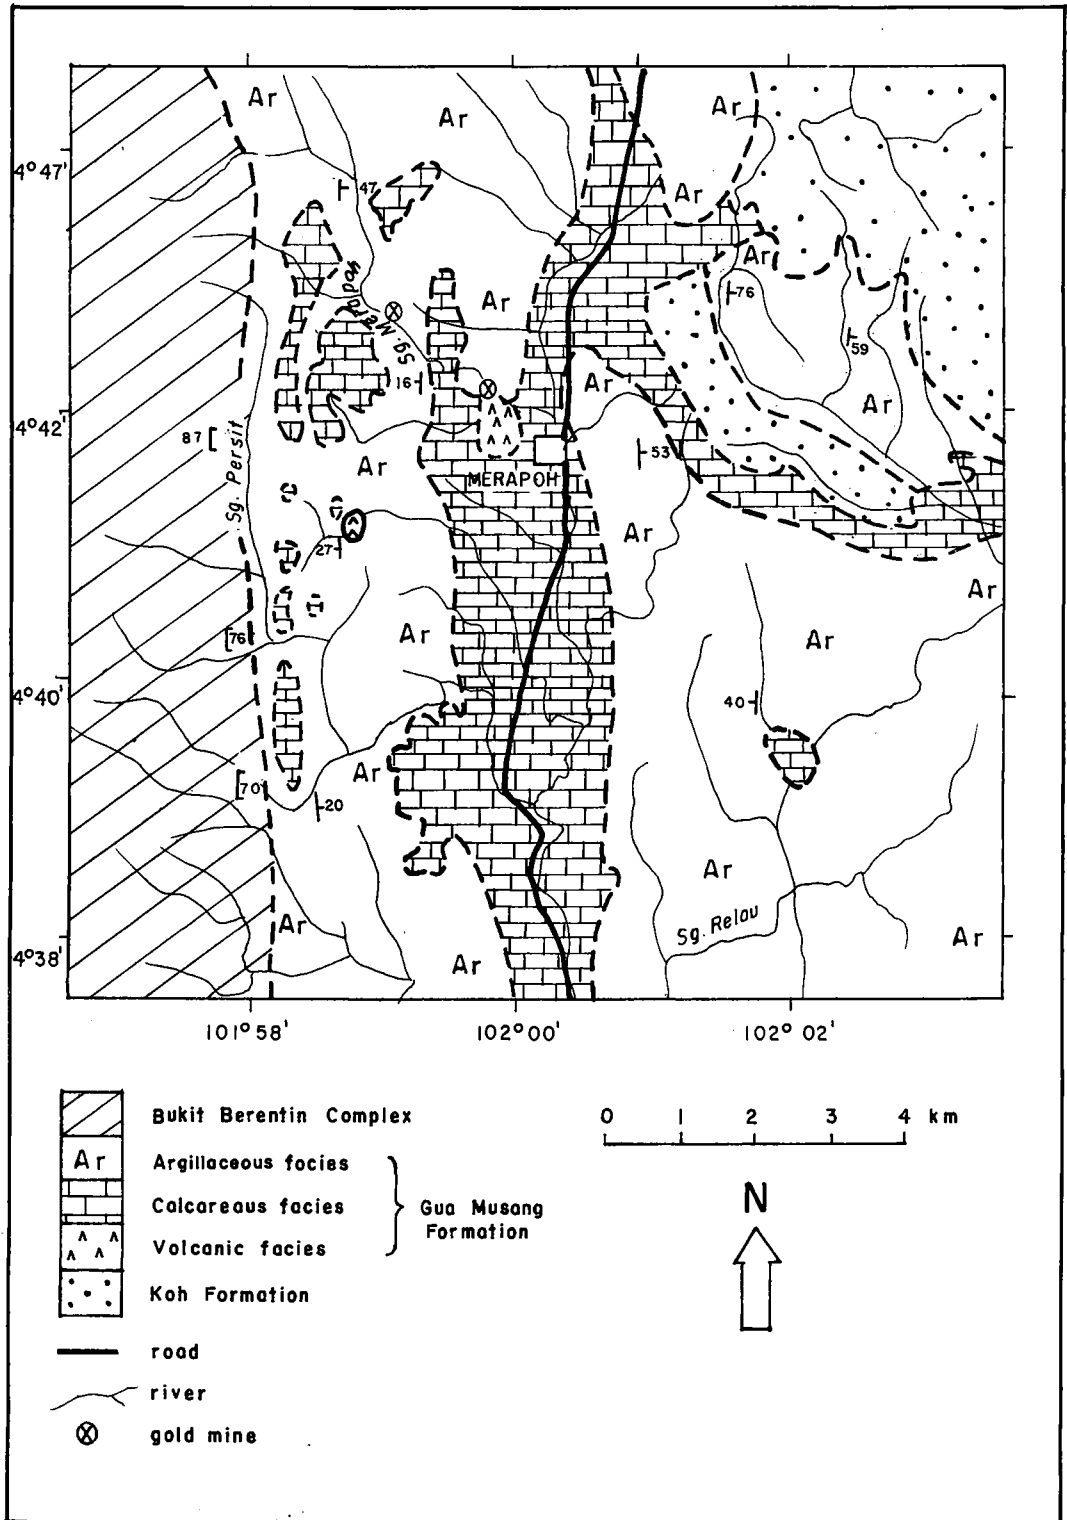 Ar
Ar
Ar
4°47'
47
Ar
Ar
Sg. Merapoh
Ar
76
59
16
Ar
Ar
4°42'
87
Sg. Persit
Ar
53
MERAPOH
27
Ar
Ar
76
Ar
Ar
4°40'
40
70
Ar
20
Ar
Sg. Relau
Ar
Ar
4°38'
Ar
101°58'
102°00'
102°02'
Bukit Berentin Complex
0 1 2 3 4 km
Ar Argillaceous facies
Calcareous facies
Gua Musang
Formation
Volcanic facies
N
Koh Formation
road
river
gold mine